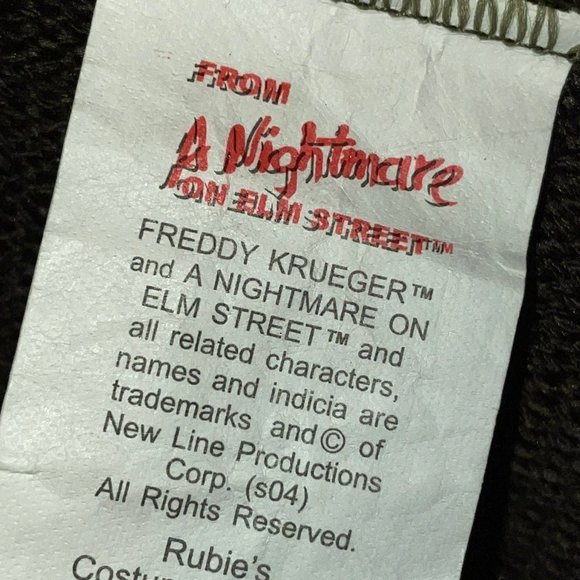 FROM
A Nightmare
ON ELM STREET™
FREDDY KRUEGER™
and A NIGHTMARE ON
ELM STREET™ and
all related characters,
names and indicia are
trademarks and © of
New Line Productions
Corp. (s04)
All Rights Reserved.
Rubie's